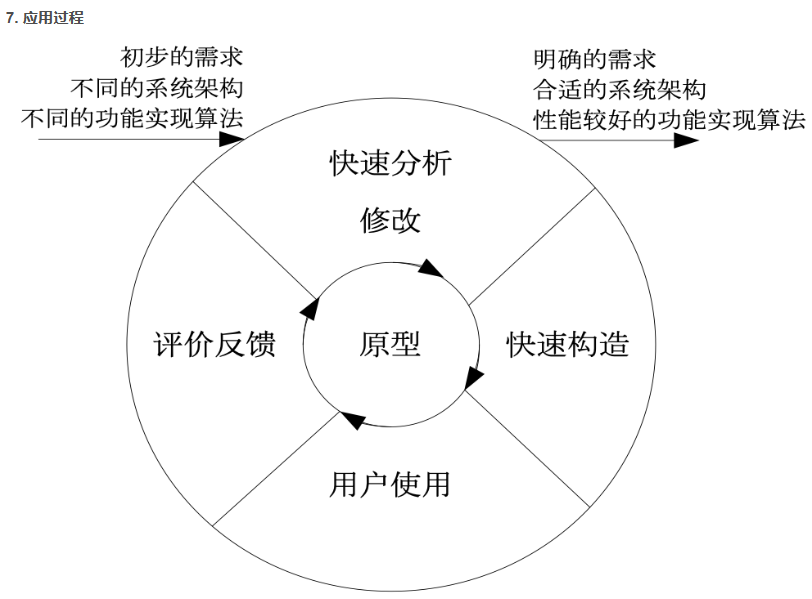 7. 应用过程
初步的需求
不同的系统架构
不同的功能实现算法
明确的需求
合适的系统架构
性能较好的功能实现算法
快速分析
修改
评价反馈
原型
快速构造
用户使用